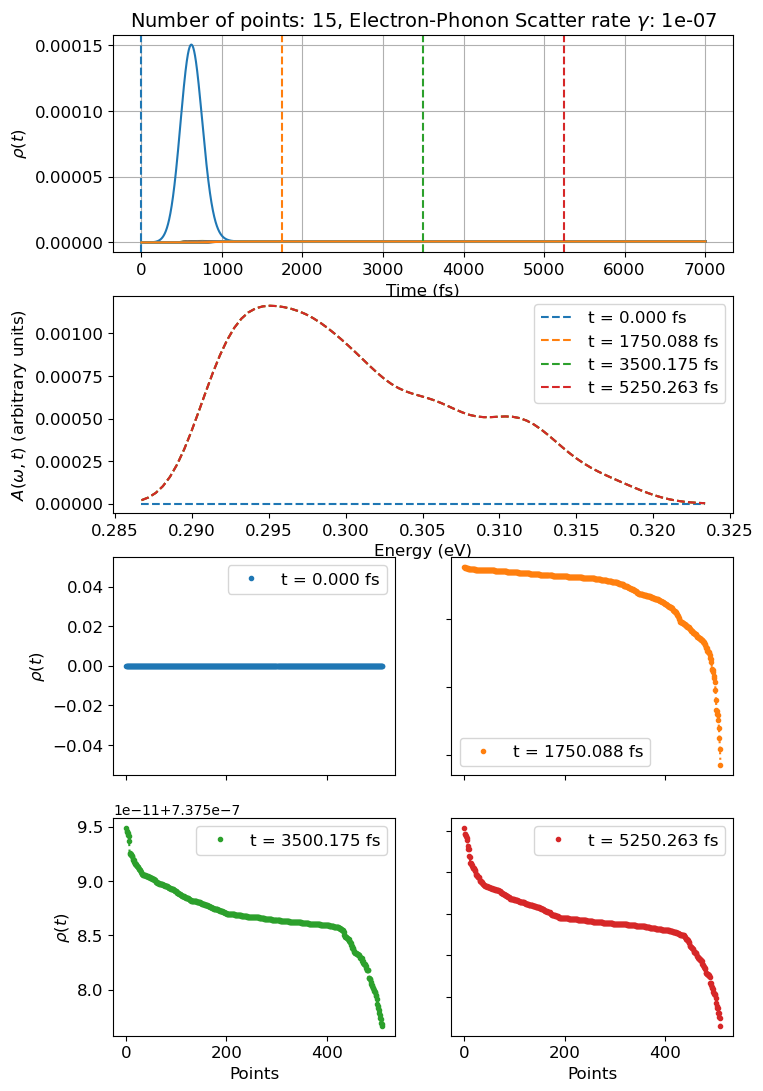 Number of points: 15, Electron-Phonon Scatter rate γ: 1e-07
ρ(t)
0.00015
0.00010
0.00005
0.00000
0 1000 2000 3000 4000 5000 6000 7000
Time (fs)
A(ω, t) (arbitrary units)
0.00100
0.00075
0.00050
0.00025
0.00000
t = 0.000 fs
t = 1750.088 fs
t = 3500.175 fs
t = 5250.263 fs
0.285 0.290 0.295 0.300 0.305 0.310 0.315 0.320 0.325
Energy (eV)
ρ(t)
0.04
0.02
0.00
−0.02
−0.04
t = 0.000 fs
t = 1750.088 fs
1e−11+7.375e−7
ρ(t)
9.5
9.0
8.5
8.0
t = 3500.175 fs
0 200 400
Points
t = 5250.263 fs
0 200 400
Points